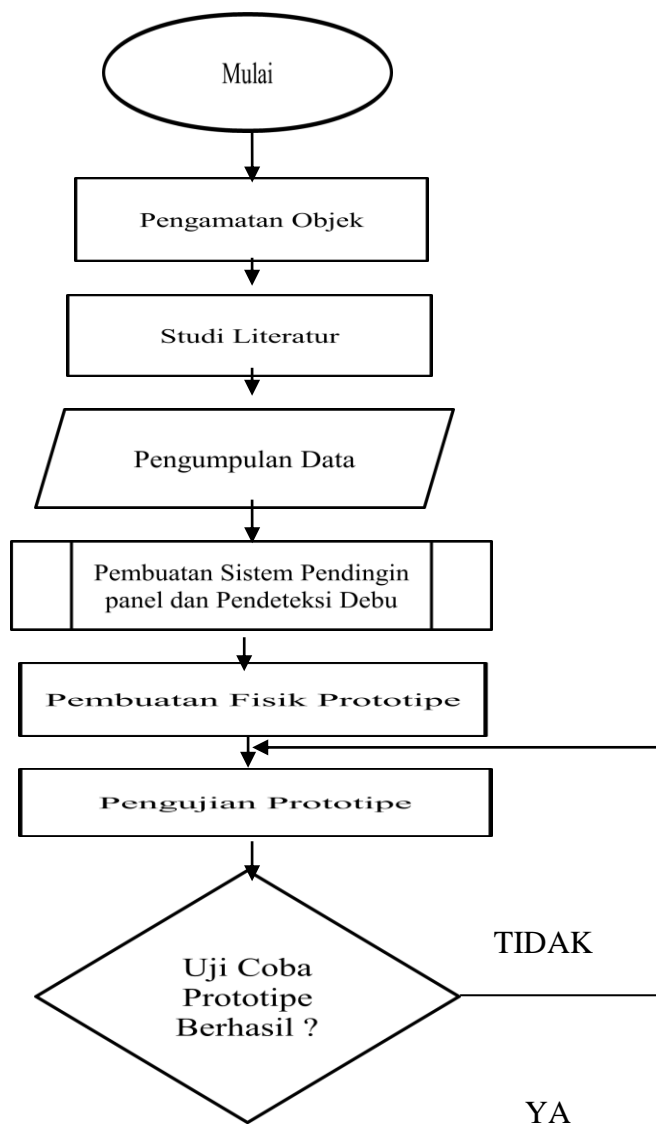 Mulai
Pengamatan Objek
Studi Literatur
Pengumpulan Data
Pembuatan Sistem Pendingin
panel dan Pendeteksi Debu
Pembuatan Fisik Prototipe
Pengujian Prototipe
TIDAK
Uji Coba
Prototipe
Berhasil ?
YA